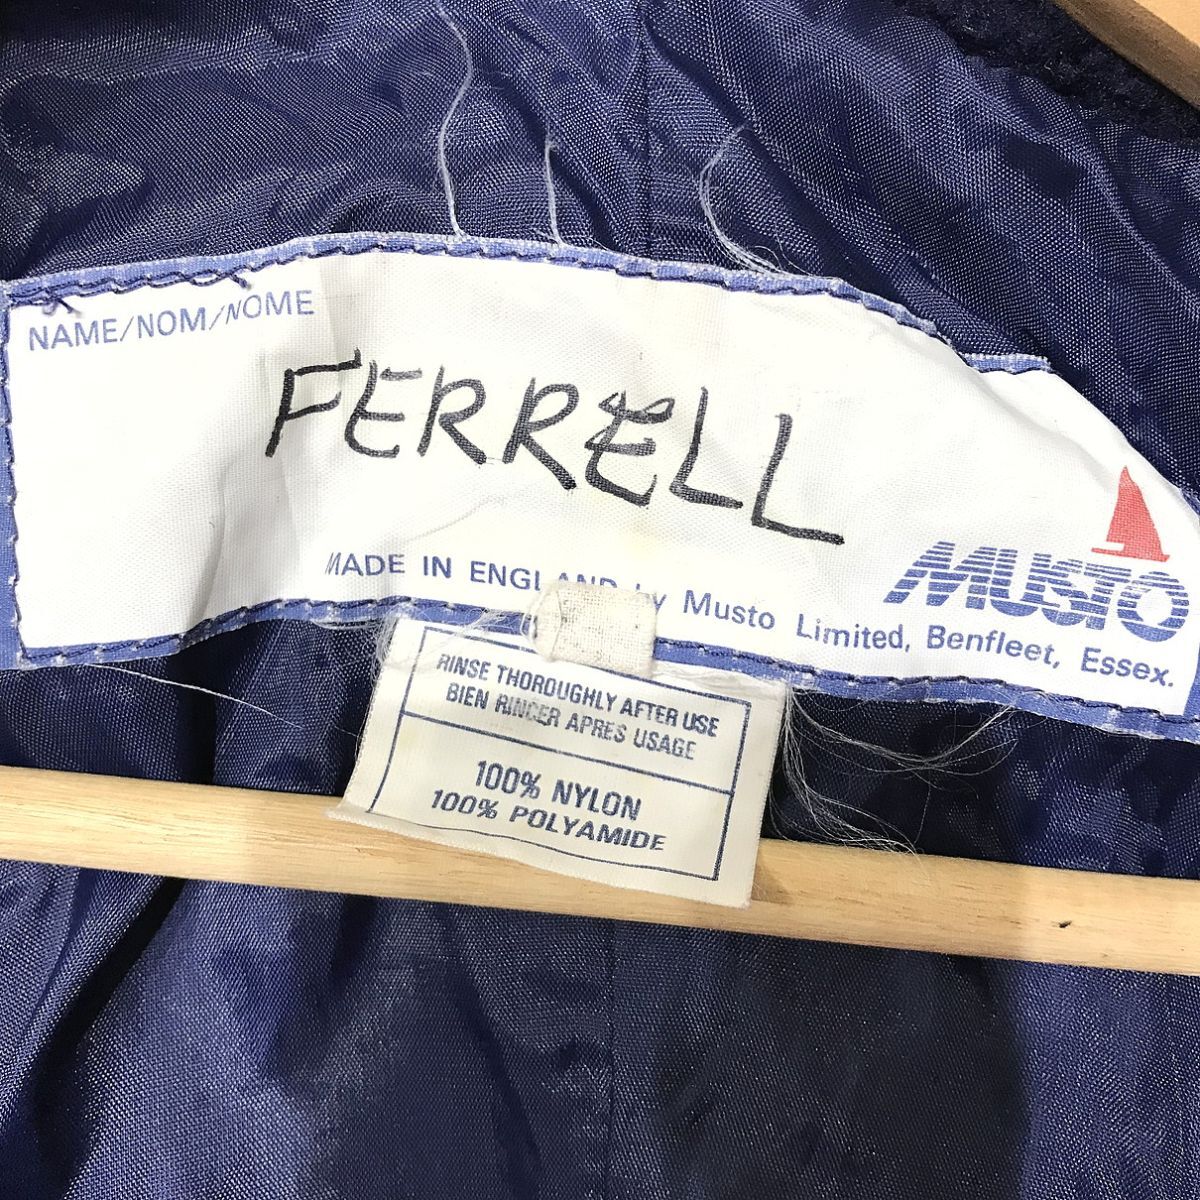 NAME/NOM/NOME
FERRELL
MUSTO
MADE IN ENGLAND by Musto Limited, Benfleet, Essex.
RINSE THOROUGHLY AFTER USE
BIEN RINCER APRES USAGE
100% NYLON
100% POLYAMIDE